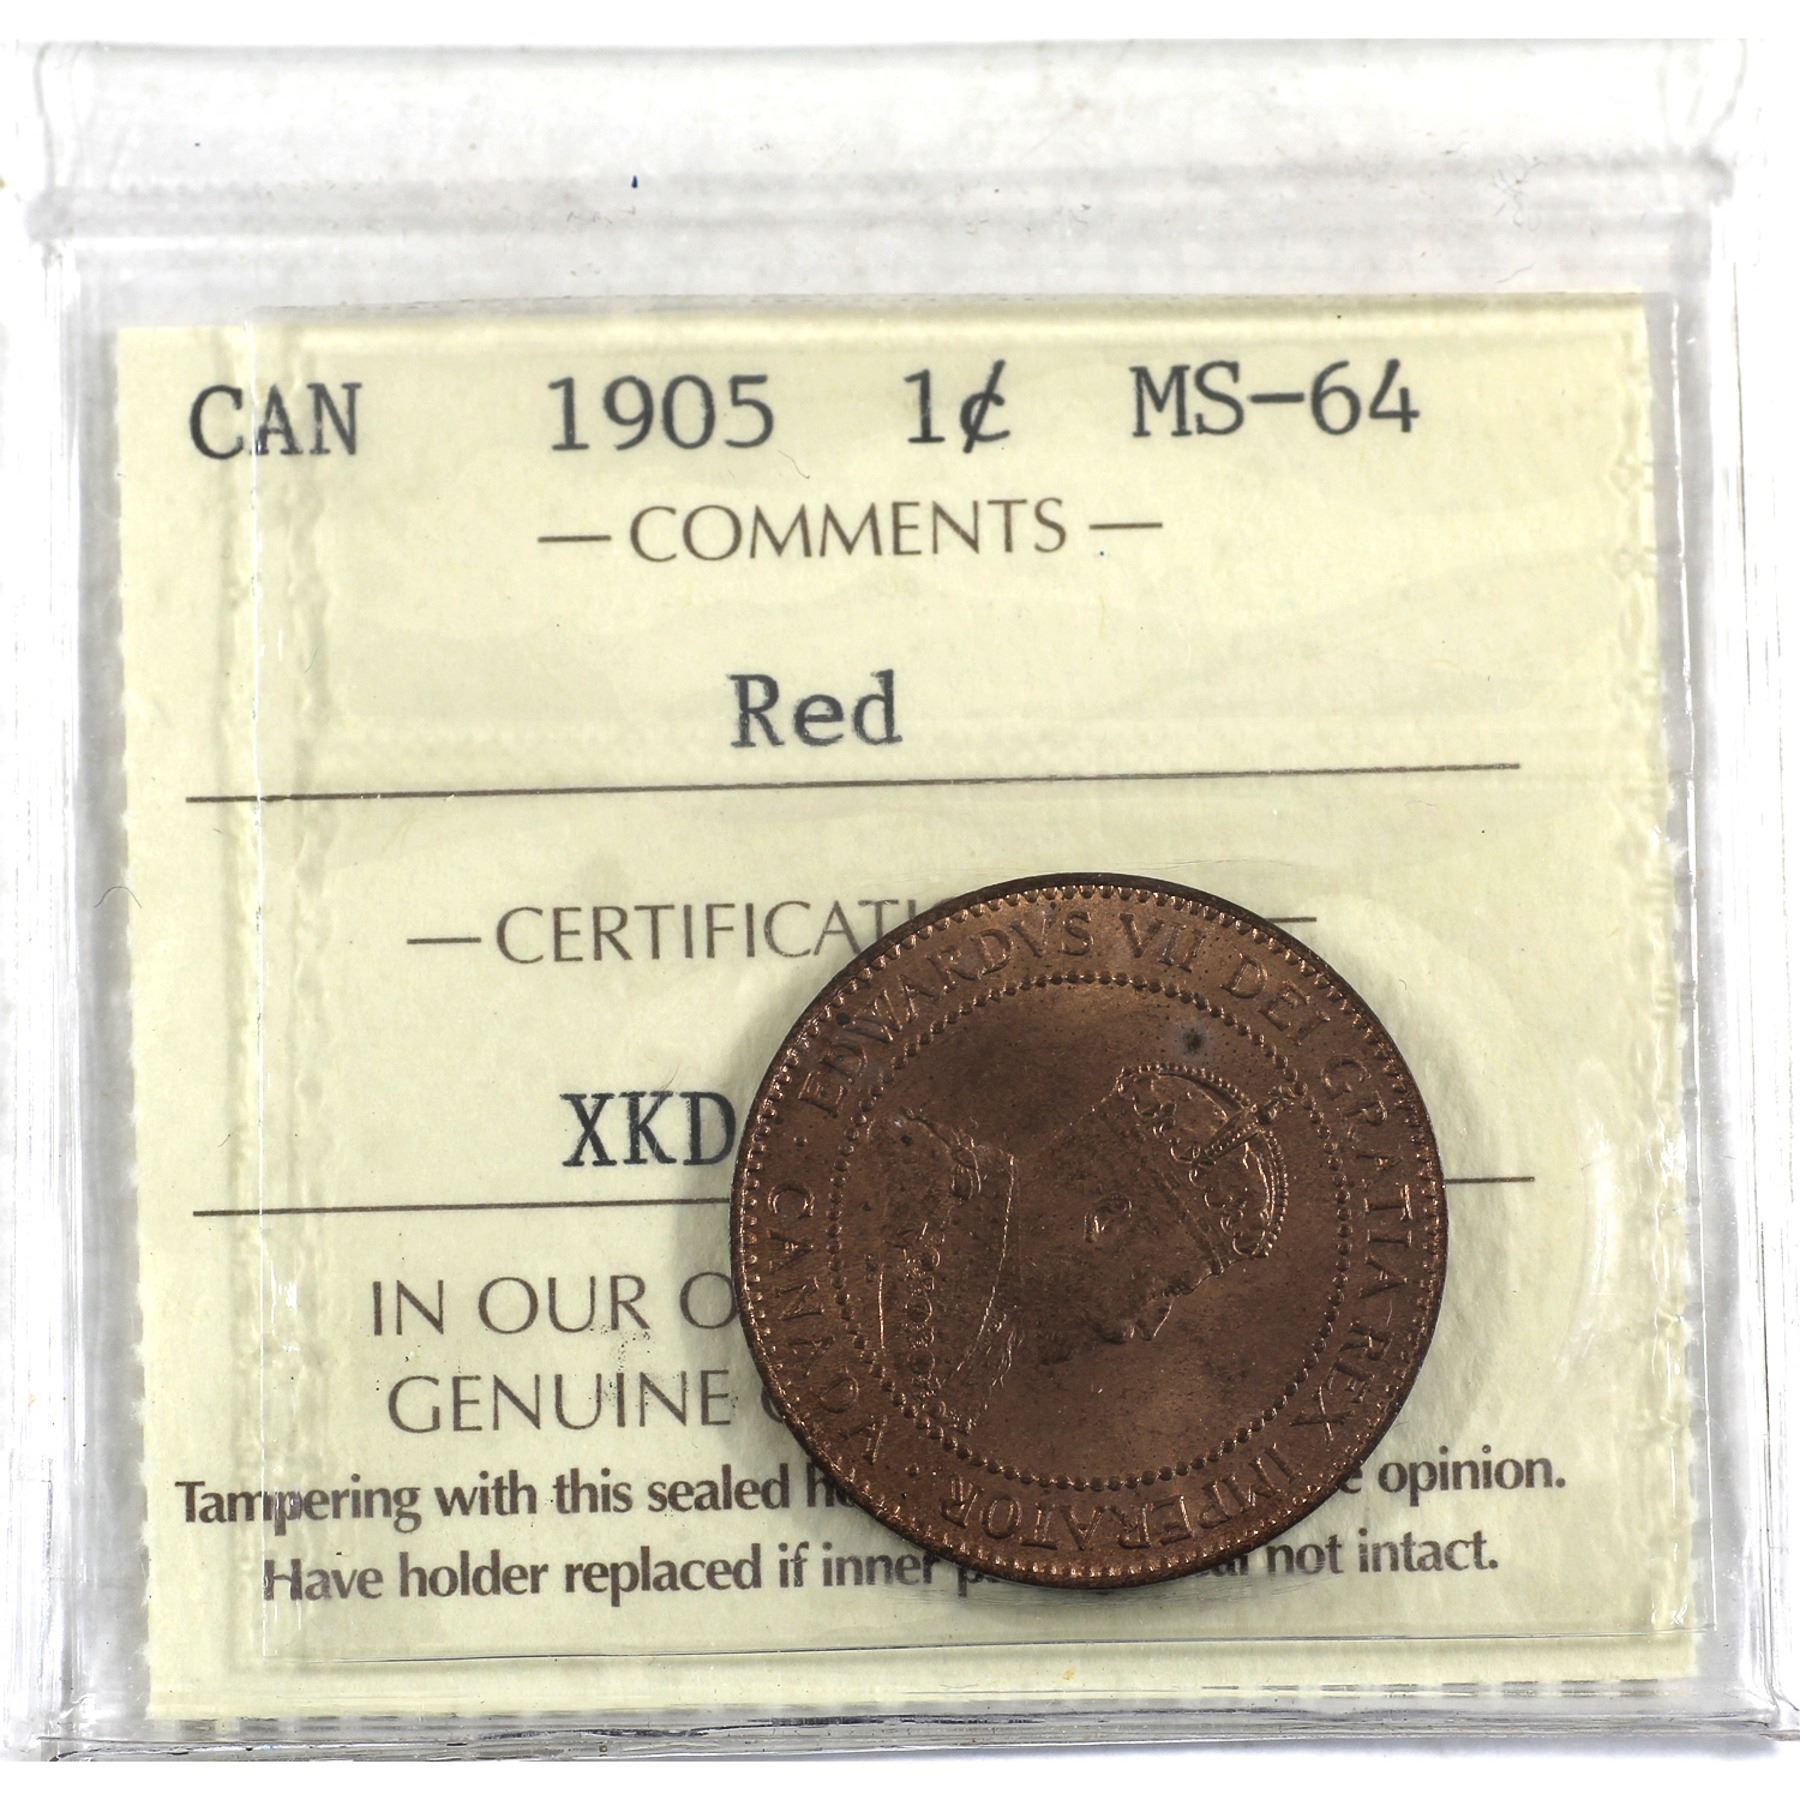 CAN 1905 1¢ MS-64
— COMMENTS —
Red
— CERTIFICATI
XKD
IN OUR O
GENUINE
Tampering with this sealed opinion.
Have holder replaced if inner not intact.
EDWARDVS VII DEI GRATIA REX IMPERATOR · CANADA ·